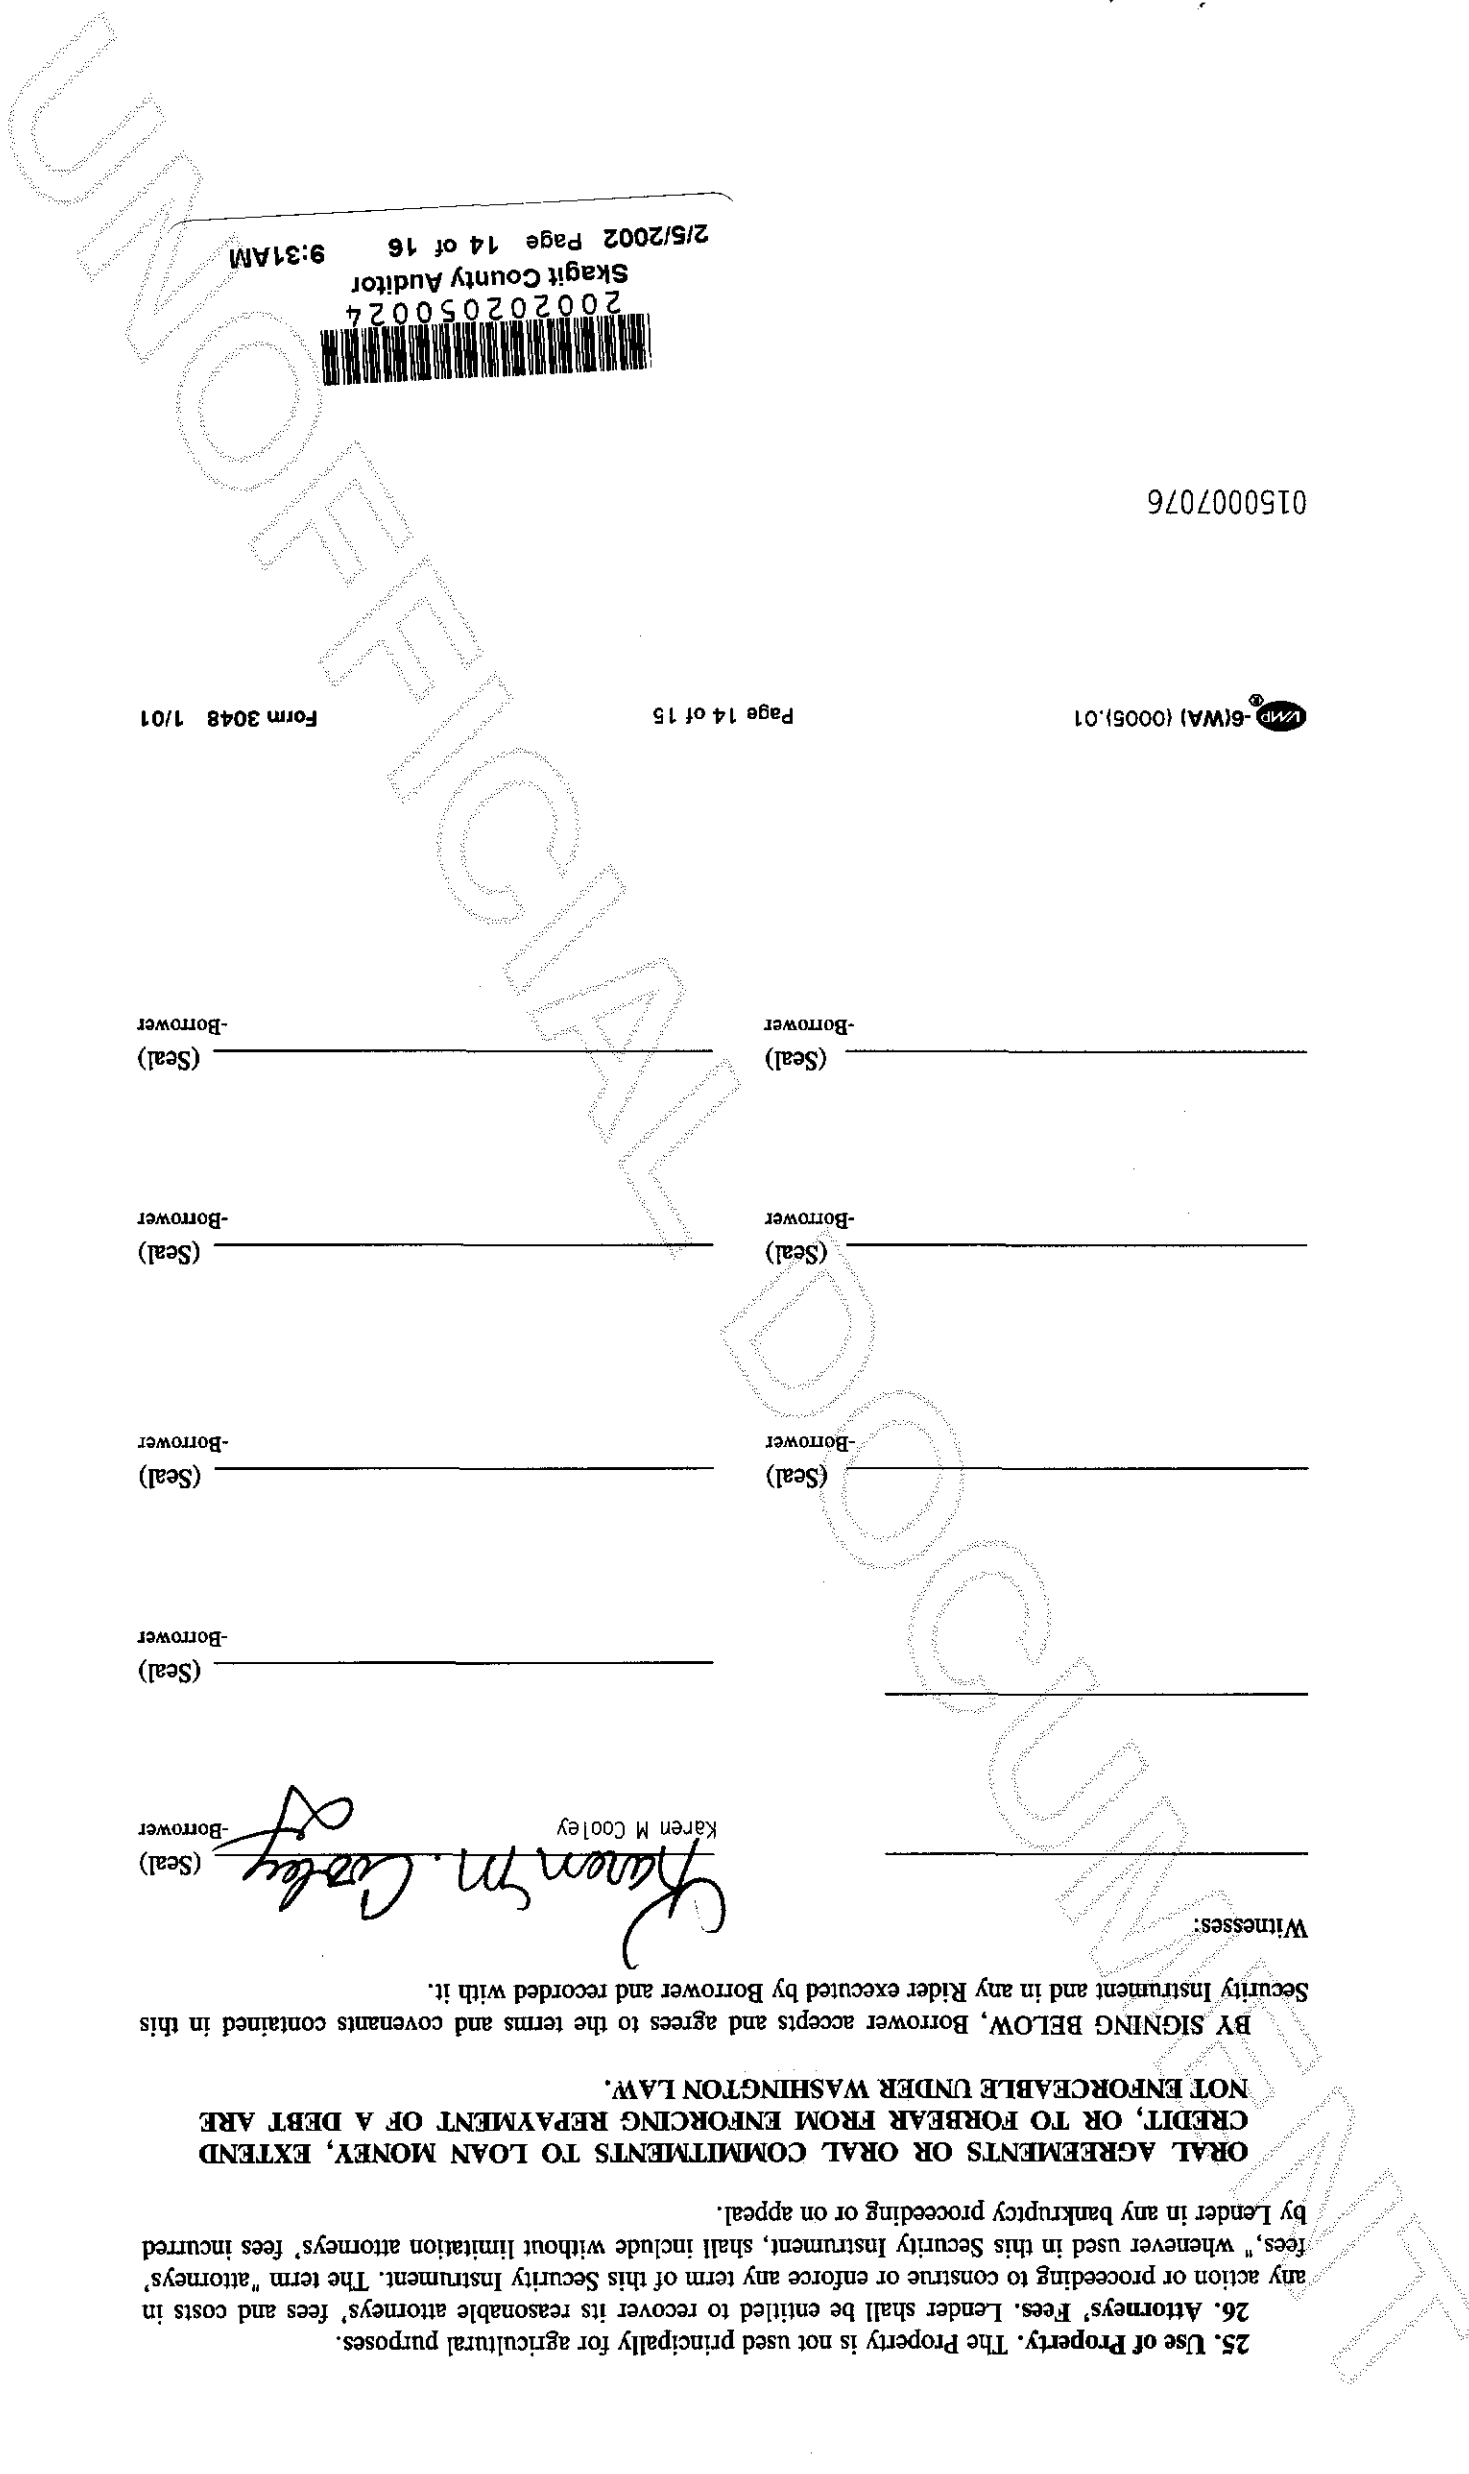 25. Use of Property. The Property is not used principally for agricultural purposes.
26. Attorneys' Fees. Lender shall be entitled to recover its reasonable attorneys' fees and costs in
any action or proceeding to construe or enforce any term of this Security Instrument. The term "attorneys'
fees," whenever used in this Security Instrument, shall include without limitation attorneys' fees incurred
by Lender in any bankruptcy proceeding or on appeal.
ORAL AGREEMENTS OR ORAL COMMITMENTS TO LOAN MONEY, EXTEND
CREDIT, OR TO FORBEAR FROM ENFORCING REPAYMENT OF A DEBT ARE
NOT ENFORCEABLE UNDER WASHINGTON LAW.
BY SIGNING BELOW, Borrower accepts and agrees to the terms and covenants contained in this
Security Instrument and in any Rider executed by Borrower and recorded with it.
Witnesses:
Karen M. Cooley (Seal)
Karen M Cooley -Borrower
(Seal)
-Borrower
(Seal) (Seal)
-Borrower -Borrower
(Seal) (Seal)
-Borrower -Borrower
(Seal) (Seal)
-Borrower -Borrower
VMP® -6(WA) (0005).01 Page 14 of 15 Form 3048 1/01
0150007076
200202050024
Skagit County Auditor
2/5/2002 Page 14 of 16 9:31AM
UNOFFICIAL DOCUMENT